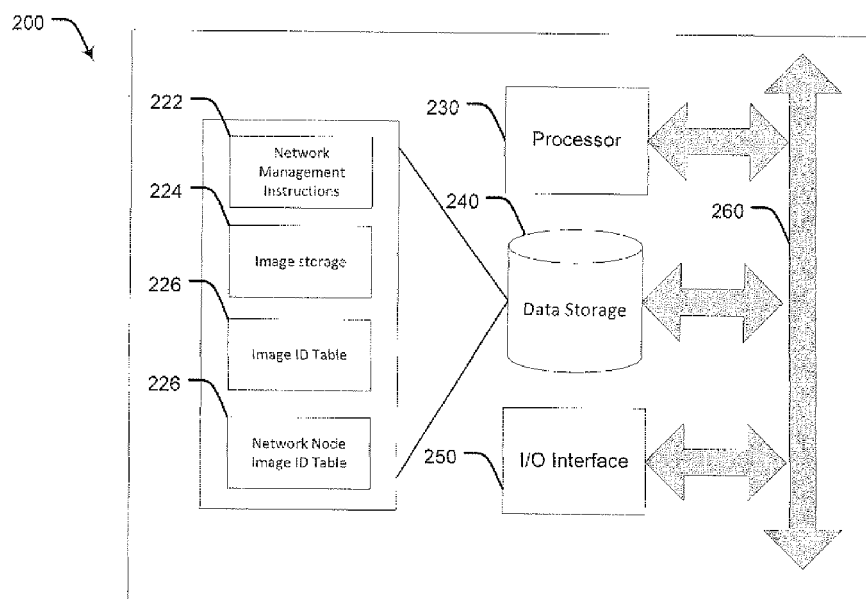 200
222
Network
Management
Instructions
224
Image storage
226
Image ID Table
226
Network Node
Image ID Table
230
Processor
240
Data Storage
250
I/O Interface
260